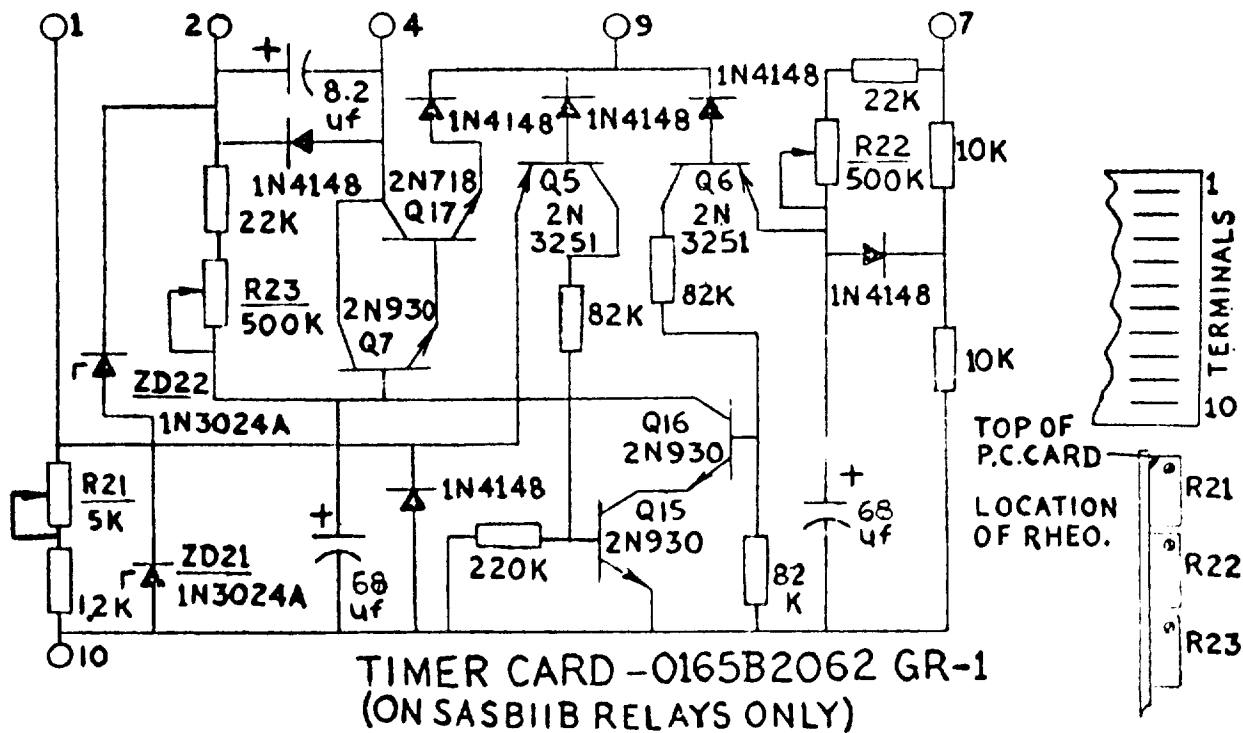 1
2
4
9
7
+
8.2
uf
1N4148
22K
R23
500K
2N718
Q17
2N930
Q7
1N4148
1N4148
1N4148
Q5
2N
3251
Q6
2N
3251
82K
82K
22K
R22
500K
10K
1N4148
10K
1
TERMINALS
10
ZD22
1N3024A
R21
5K
1.2K
ZD21
1N3024A
+
68
uf
1N4148
220K
Q16
2N930
Q15
2N930
82
K
+
68
uf
TOP OF
P.C.CARD
LOCATION
OF RHEO.
R21
R22
R23
10
TIMER CARD-0165B2062 GR-1
(ON SASB11B RELAYS ONLY)